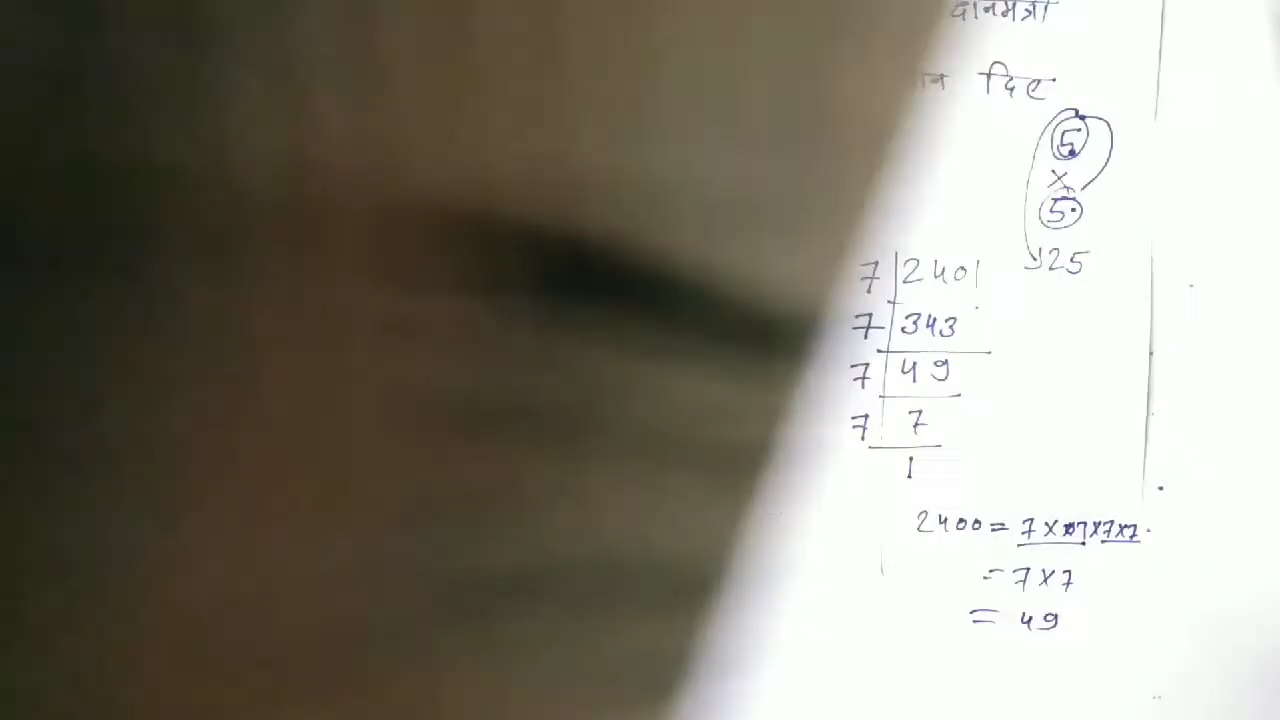 दिए
5
×
5
25
7 | 2401
7 | 343
7 | 49
7 | 7
1
2400 = 7 × 7 × 7 × 7
= 7 × 7
= 49